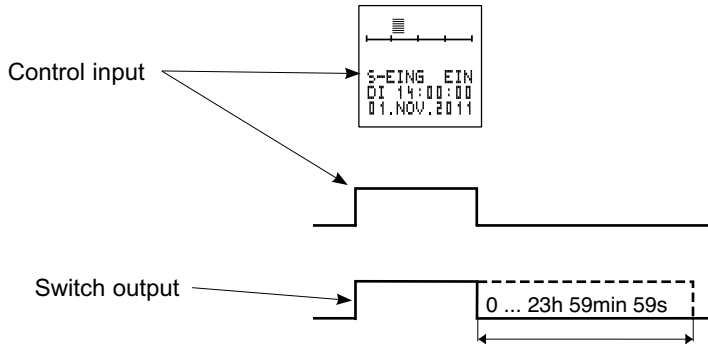 Control input
S-EING EIN
DI 14:00:00
01.NOV.2011
Switch output
0 ... 23h 59min 59s